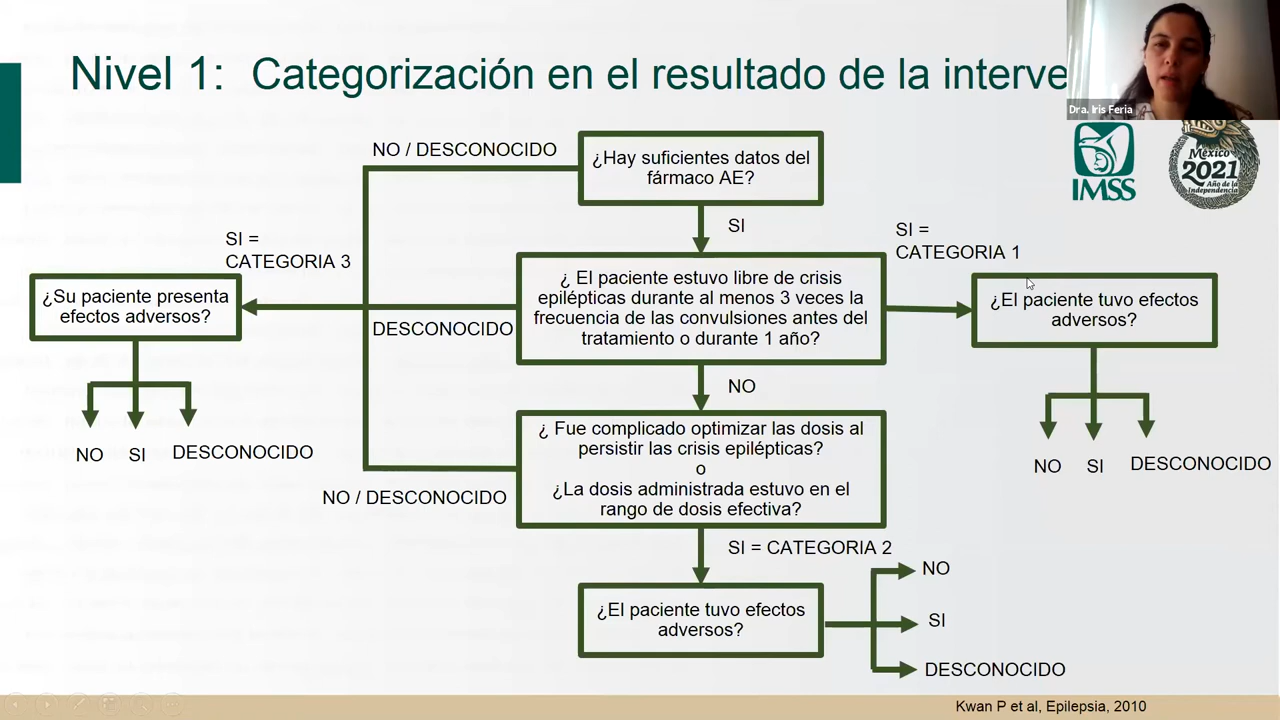 Nivel 1: Categorización en el resultado de la interve
Dra. Iris Feria
IMSS
México
2021
Año de la
Independencia
NO / DESCONOCIDO
¿Hay suficientes datos del
fármaco AE?
SI
SI =
CATEGORIA 3
SI =
CATEGORIA 1
¿Su paciente presenta
efectos adversos?
DESCONOCIDO
¿ El paciente estuvo libre de crisis
epilépticas durante al menos 3 veces la
frecuencia de las convulsiones antes del
tratamiento o durante 1 año?
¿El paciente tuvo efectos
adversos?
NO
NO SI DESCONOCIDO
¿ Fue complicado optimizar las dosis al
persistir las crisis epilépticas?
o
¿La dosis administrada estuvo en el
rango de dosis efectiva?
NO SI DESCONOCIDO
NO / DESCONOCIDO
SI = CATEGORIA 2
¿El paciente tuvo efectos
adversos?
NO
SI
DESCONOCIDO
Kwan P et al, Epilepsia, 2010